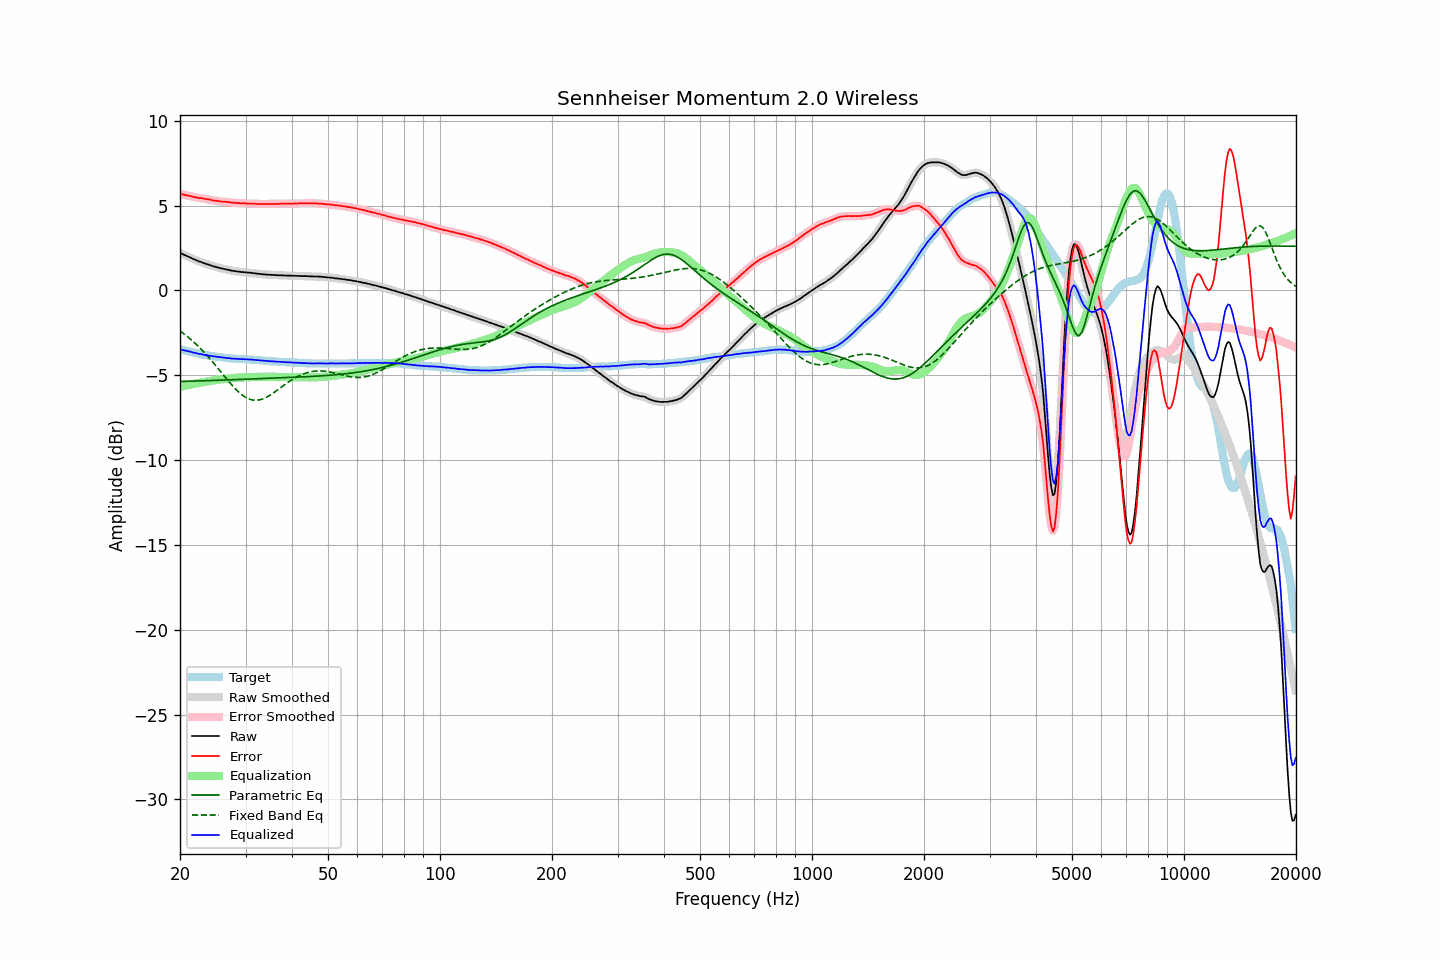 Sennheiser Momentum 2.0 Wireless
Amplitude (dBr)
10
5
0
−5
−10
−15
−20
−25
−30
Target
Raw Smoothed
Error Smoothed
Raw
Error
Equalization
Parametric Eq
Fixed Band Eq
Equalized
20 50 100 200 500 1000 2000 5000 10000 20000
Frequency (Hz)